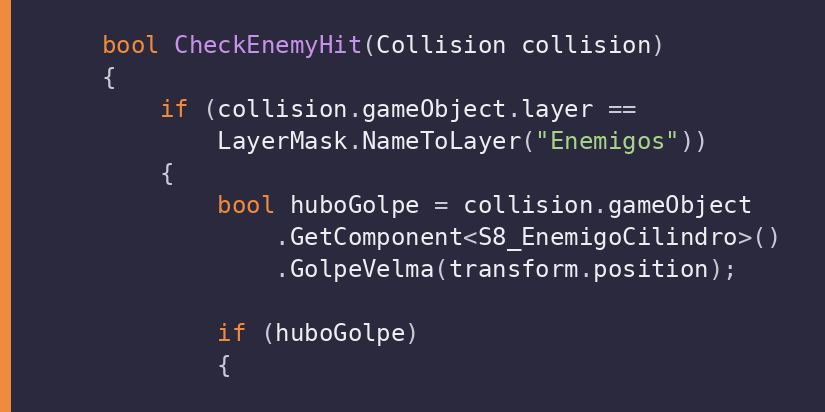 bool CheckEnemyHit(Collision collision)
{
    if (collision.gameObject.layer ==
        LayerMask.NameToLayer("Enemigos"))
    {
        bool huboGolpe = collision.gameObject
            .GetComponent<S8_EnemigoCilindro>()
            .GolpeVelma(transform.position);

        if (huboGolpe)
        {